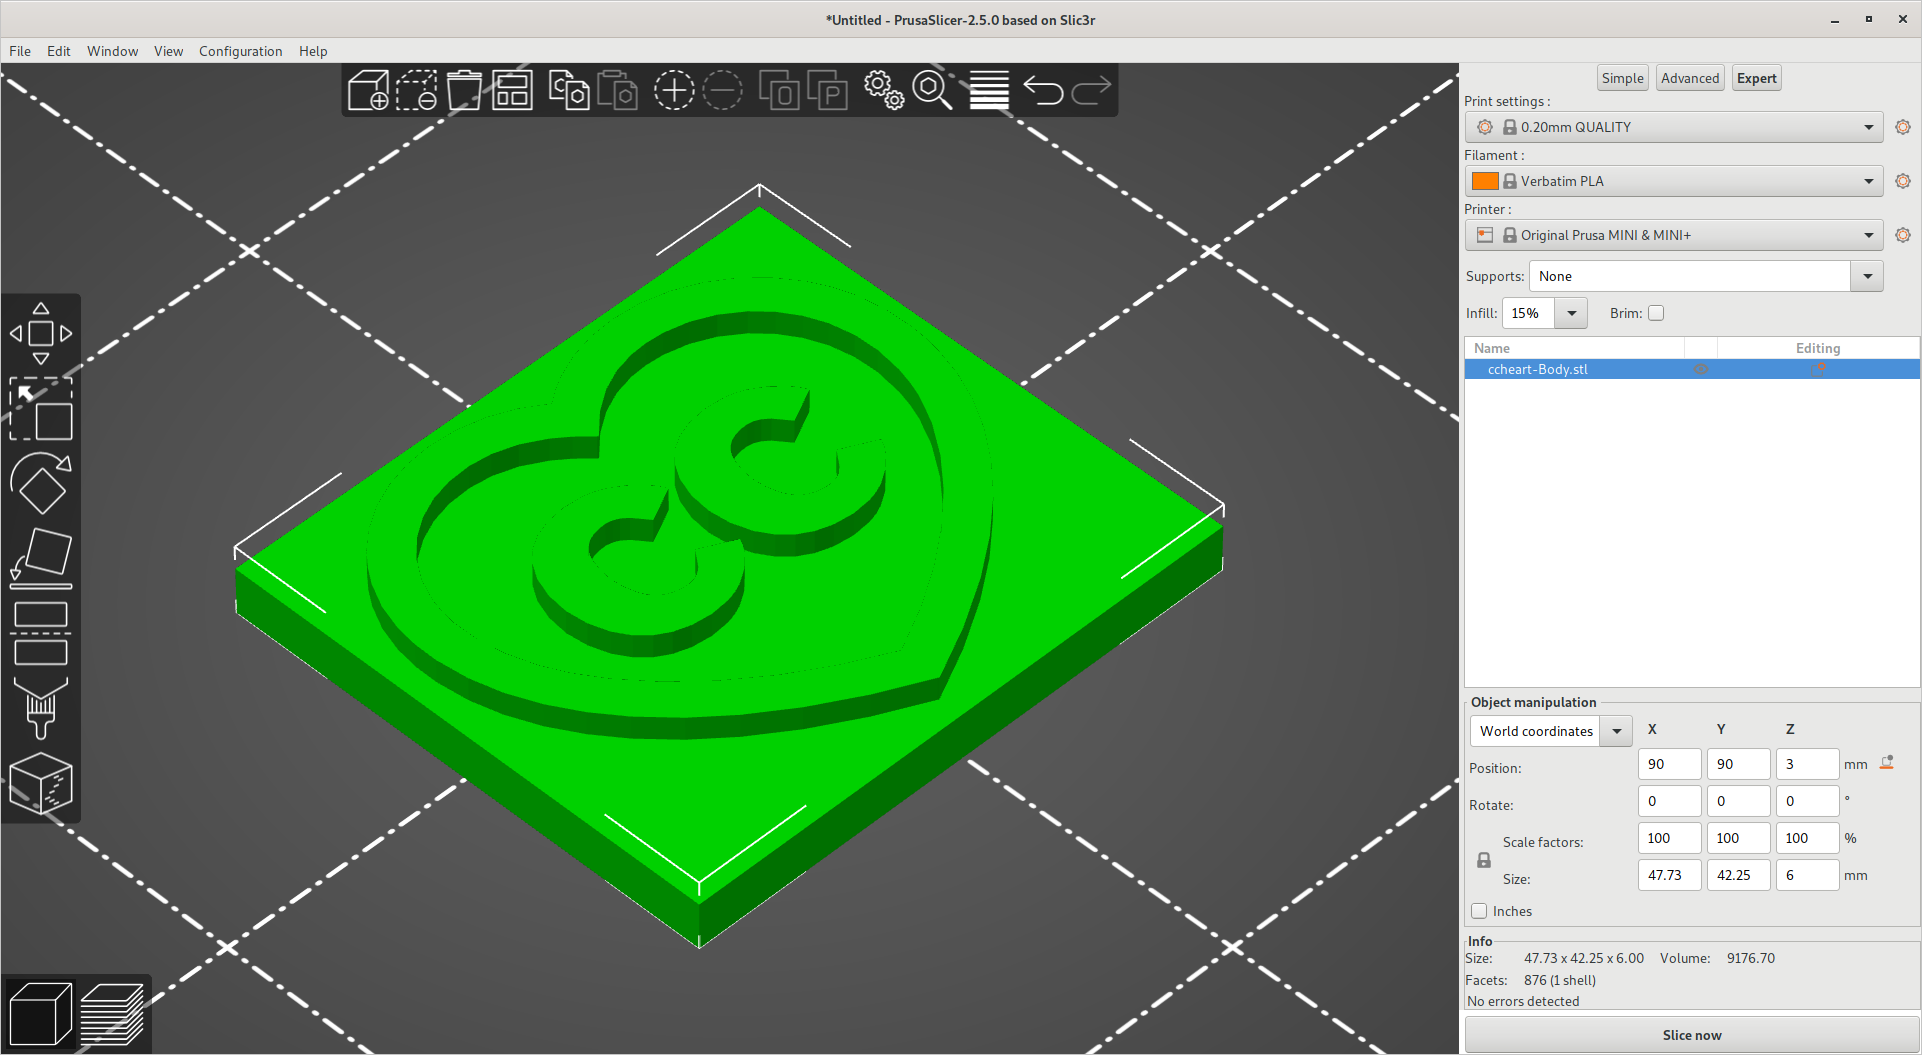 *Untitled - PrusaSlicer-2.5.0 based on Slic3r
File Edit Window View Configuration Help
Simple Advanced Expert
Print settings :
0.20mm QUALITY
Filament :
Verbatim PLA
Printer :
Original Prusa MINI & MINI+
Supports: None
Infill: 15% Brim:
Name Editing
ccheart-Body.stl
Object manipulation
World coordinates X Y Z
Position: 90 90 3 mm
Rotate: 0 0 0 °
Scale factors: 100 100 100 %
Size: 47.73 42.25 6 mm
Inches
Info
Size: 47.73 x 42.25 x 6.00 Volume: 9176.70
Facets: 876 (1 shell)
No errors detected
Slice now
CC